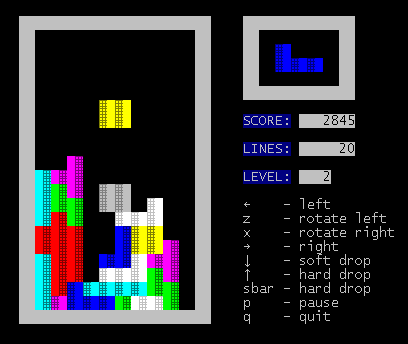 SCORE: 2845
LINES: 20
LEVEL: 2
← - left
z - rotate left
x - rotate right
→ - right
↓ - soft drop
↑ - hard drop
sbar - hard drop
p - pause
q - quit